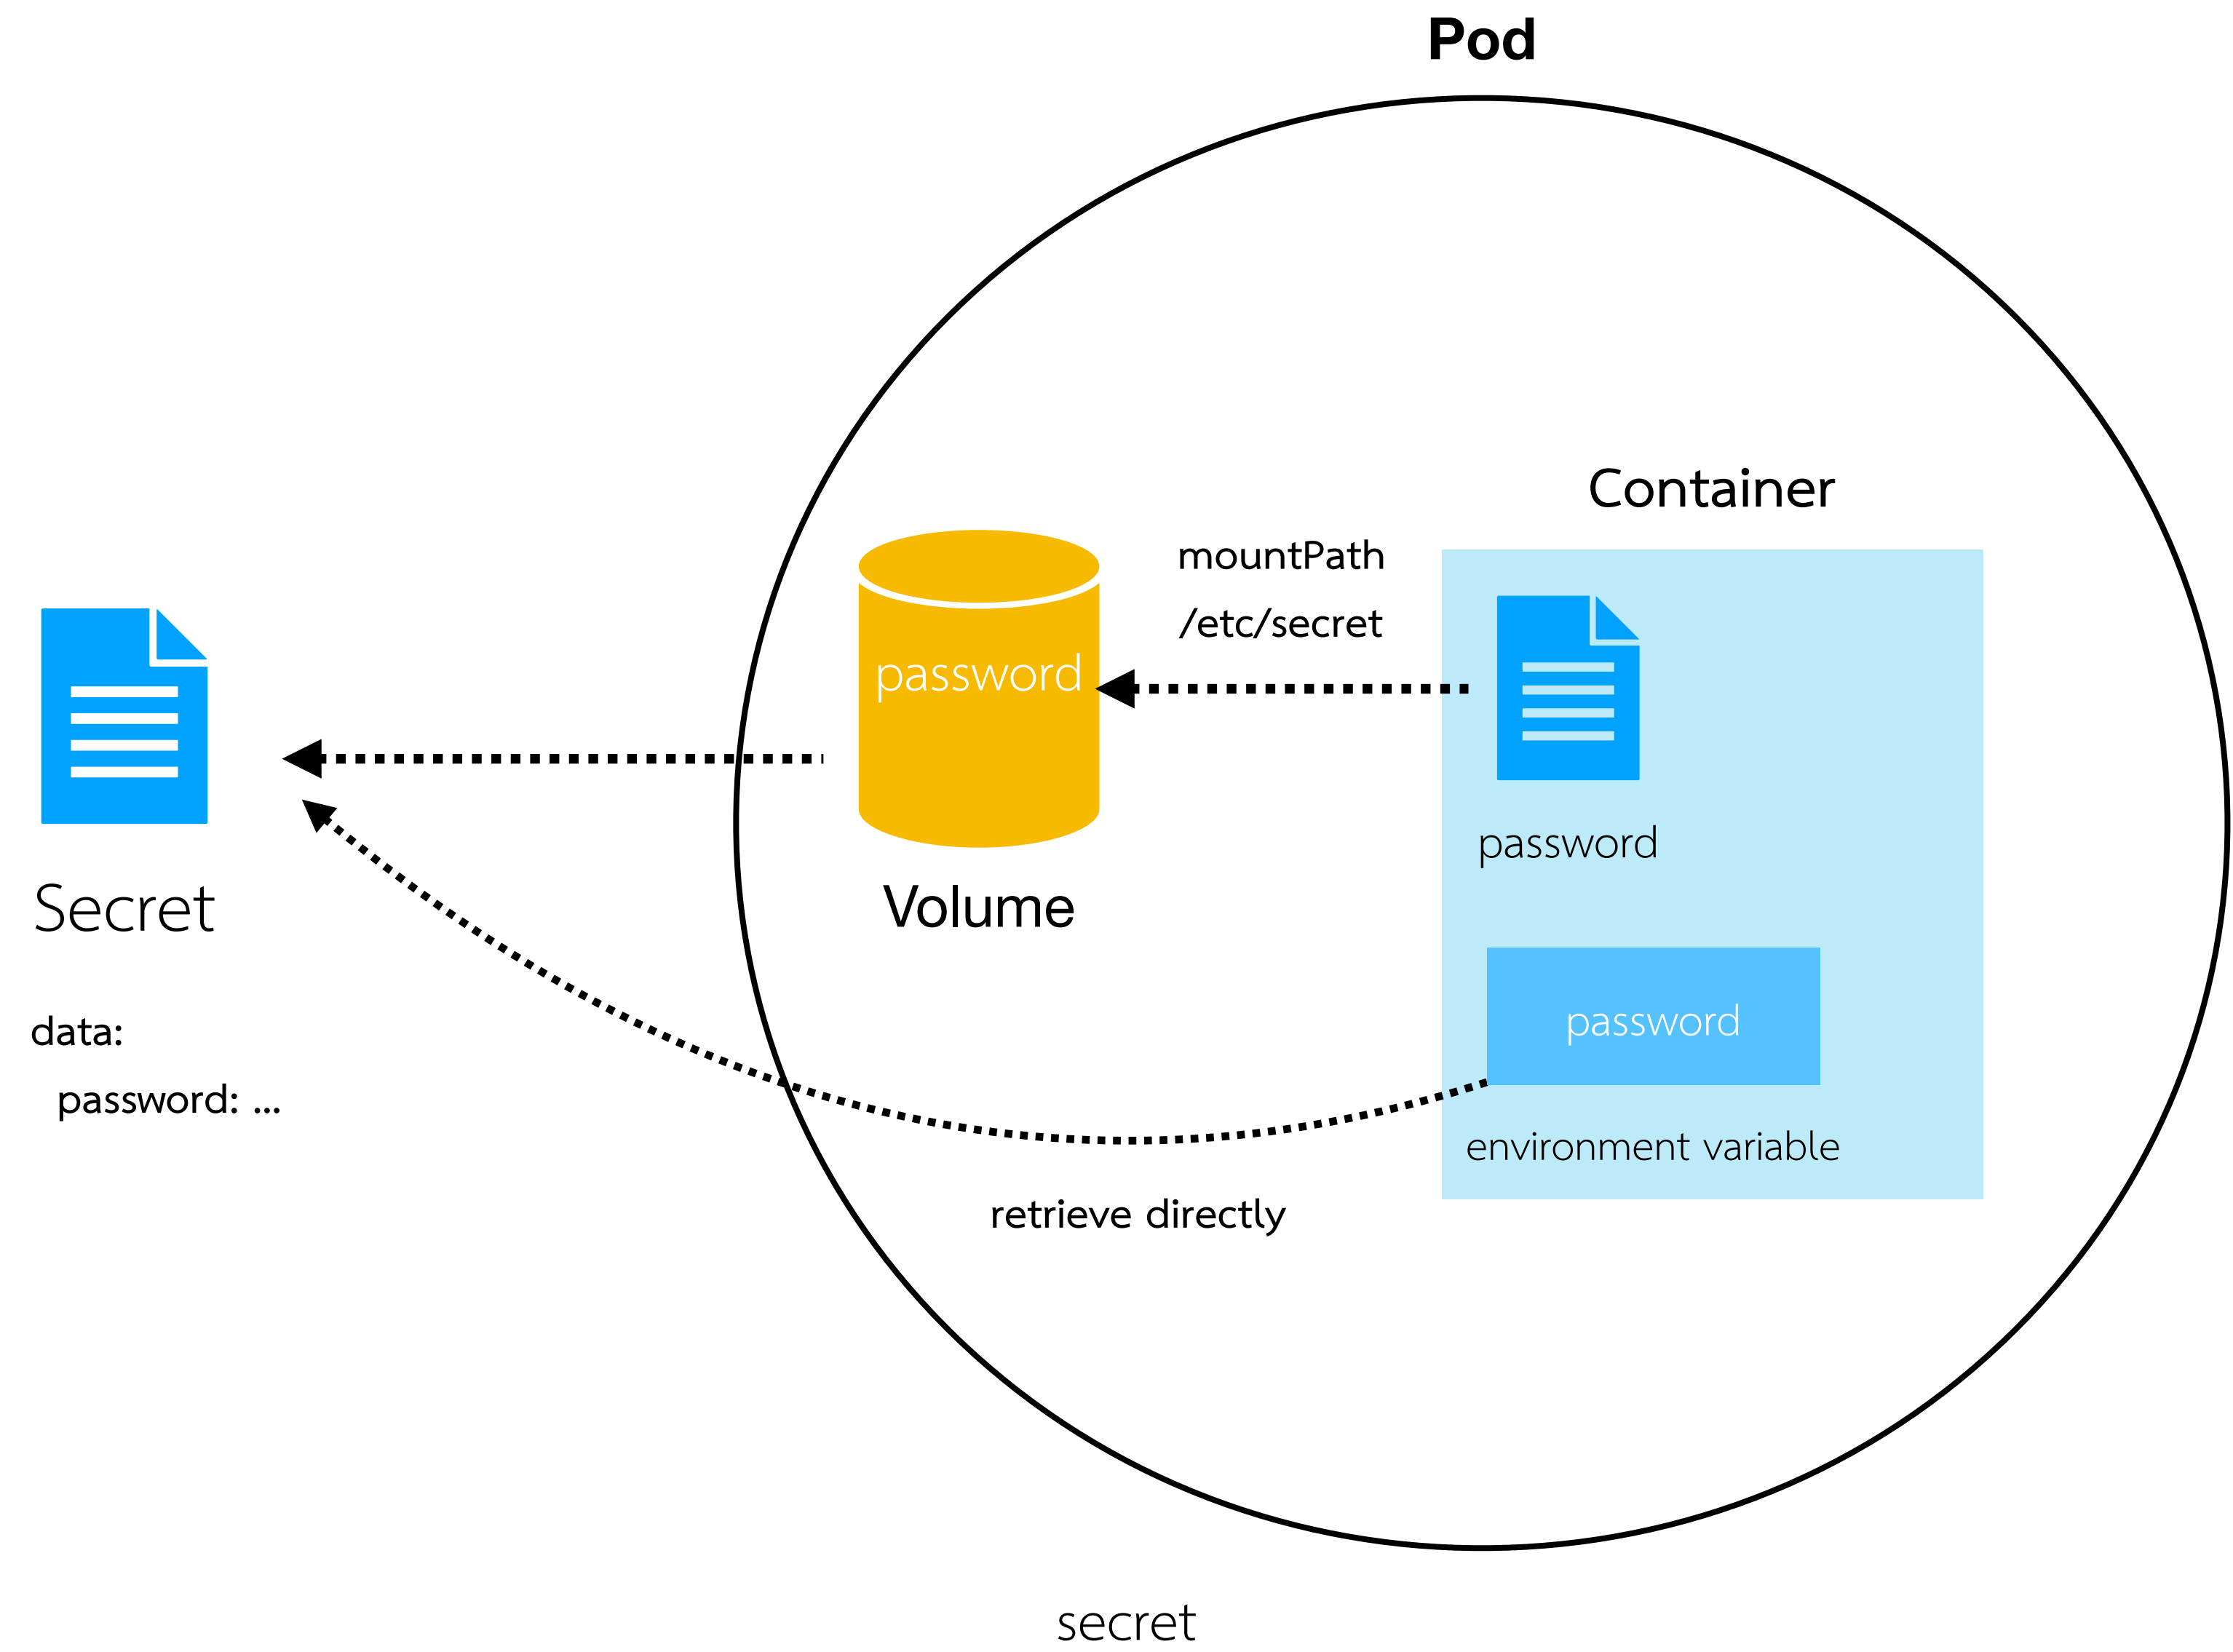 Pod
Container
mountPath
/etc/secret
password
password
Secret
Volume
data:
password: ...
password
environment variable
retrieve directly
secret